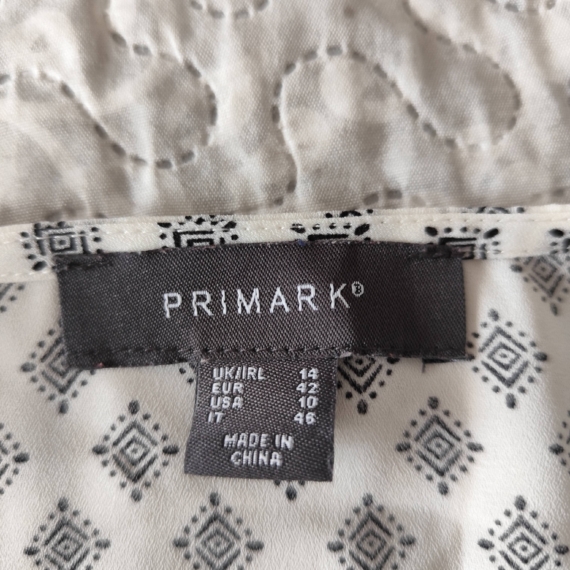 PRIMARK®
UK/IRL 14
EUR 42
USA 10
IT 46
MADE IN
CHINA